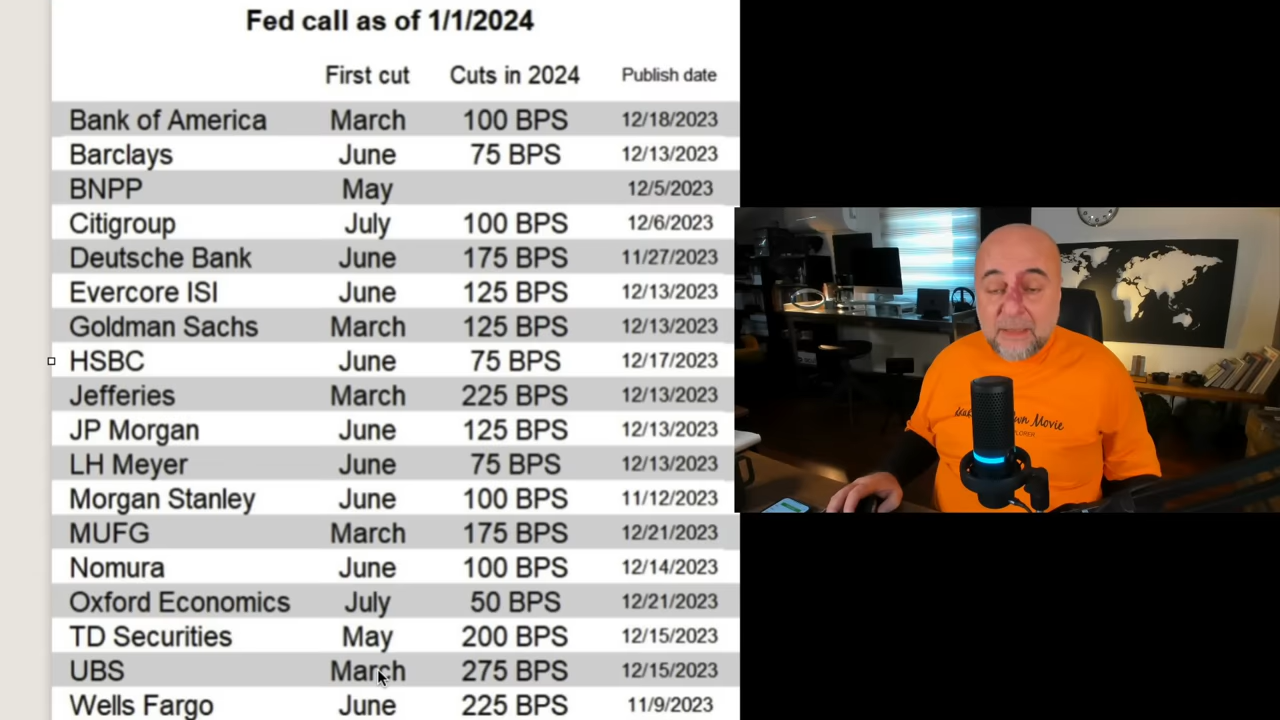 Fed call as of 1/1/2024
First cut Cuts in 2024 Publish date
Bank of America March 100 BPS 12/18/2023
Barclays June 75 BPS 12/13/2023
BNPP May 12/5/2023
Citigroup July 100 BPS 12/6/2023
Deutsche Bank June 175 BPS 11/27/2023
Evercore ISI June 125 BPS 12/13/2023
Goldman Sachs March 125 BPS 12/13/2023
HSBC June 75 BPS 12/17/2023
Jefferies March 225 BPS 12/13/2023
JP Morgan June 125 BPS 12/13/2023
LH Meyer June 75 BPS 12/13/2023
Morgan Stanley June 100 BPS 11/12/2023
MUFG March 175 BPS 12/21/2023
Nomura June 100 BPS 12/14/2023
Oxford Economics July 50 BPS 12/21/2023
TD Securities May 200 BPS 12/15/2023
UBS March 275 BPS 12/15/2023
Wells Fargo June 225 BPS 11/9/2023
Movie